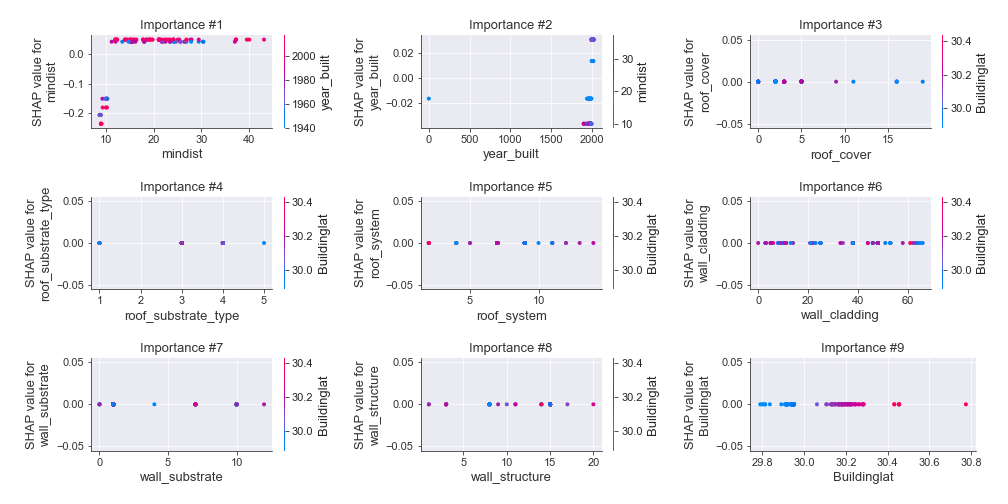 Importance #1
SHAP value for
mindist
0.0
−0.1
−0.2
10 20 30 40
mindist
2000
1980
1960
1940
year_built
Importance #2
SHAP value for
year_built
0.02
0.00
−0.02
0 500 1000 1500 2000
year_built
30
20
10
mindist
Importance #3
SHAP value for
roof_cover
0.05
0.00
−0.05
0 5 10 15
roof_cover
30.4
30.2
30.0
Buildinglat
Importance #4
SHAP value for
roof_substrate_type
0.05
0.00
−0.05
1 2 3 4 5
roof_substrate_type
30.4
30.2
30.0
Buildinglat
Importance #5
SHAP value for
roof_system
0.05
0.00
−0.05
5 10
roof_system
30.4
30.2
30.0
Buildinglat
Importance #6
SHAP value for
wall_cladding
0.05
0.00
−0.05
0 20 40 60
wall_cladding
30.4
30.2
30.0
Buildinglat
Importance #7
SHAP value for
wall_substrate
0.05
0.00
−0.05
0 5 10
wall_substrate
30.4
30.2
30.0
Buildinglat
Importance #8
SHAP value for
wall_structure
0.05
0.00
−0.05
5 10 15 20
wall_structure
30.4
30.2
30.0
Buildinglat
Importance #9
SHAP value for
Buildinglat
0.05
0.00
−0.05
29.8 30.0 30.2 30.4 30.6 30.8
Buildinglat